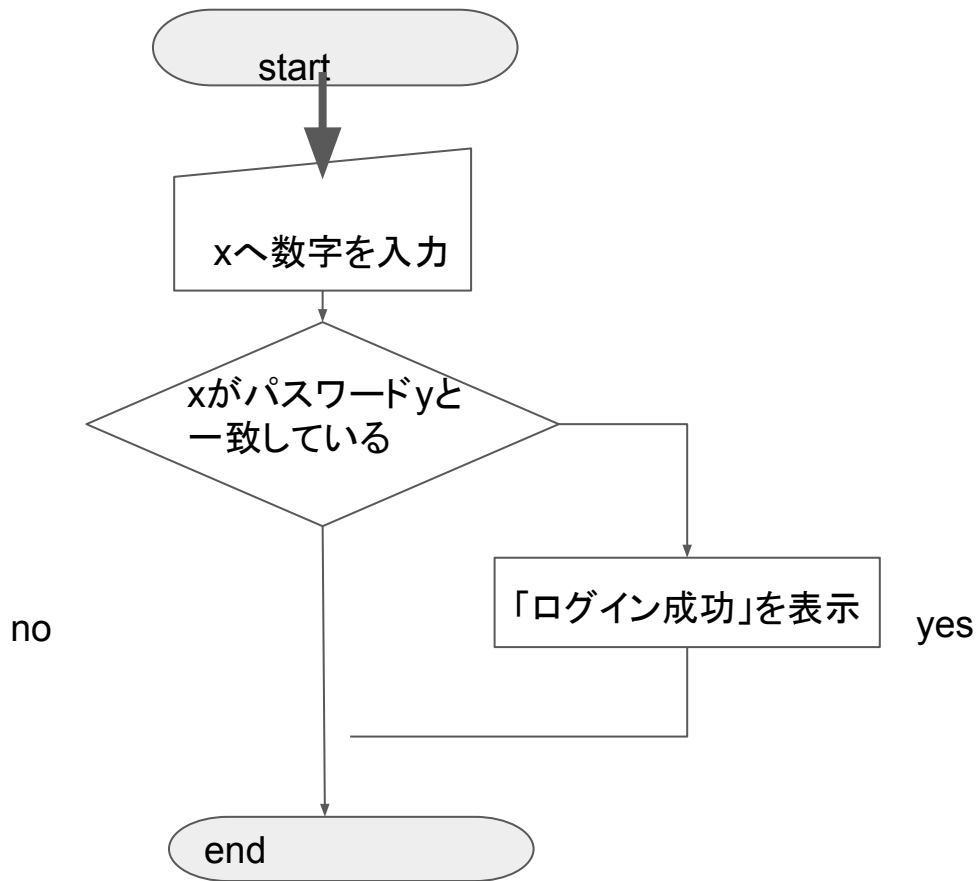 start
xへ数字を入力
xがパスワードyと
一致している
「ログイン成功」を表示
no
yes
end